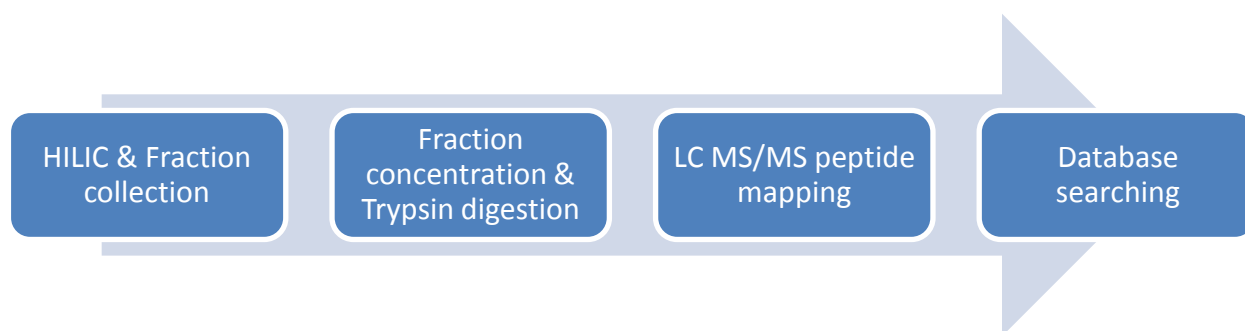 HILIC & Fraction
collection
Fraction
concentration &
Trypsin digestion
LC MS/MS peptide
mapping
Database
searching